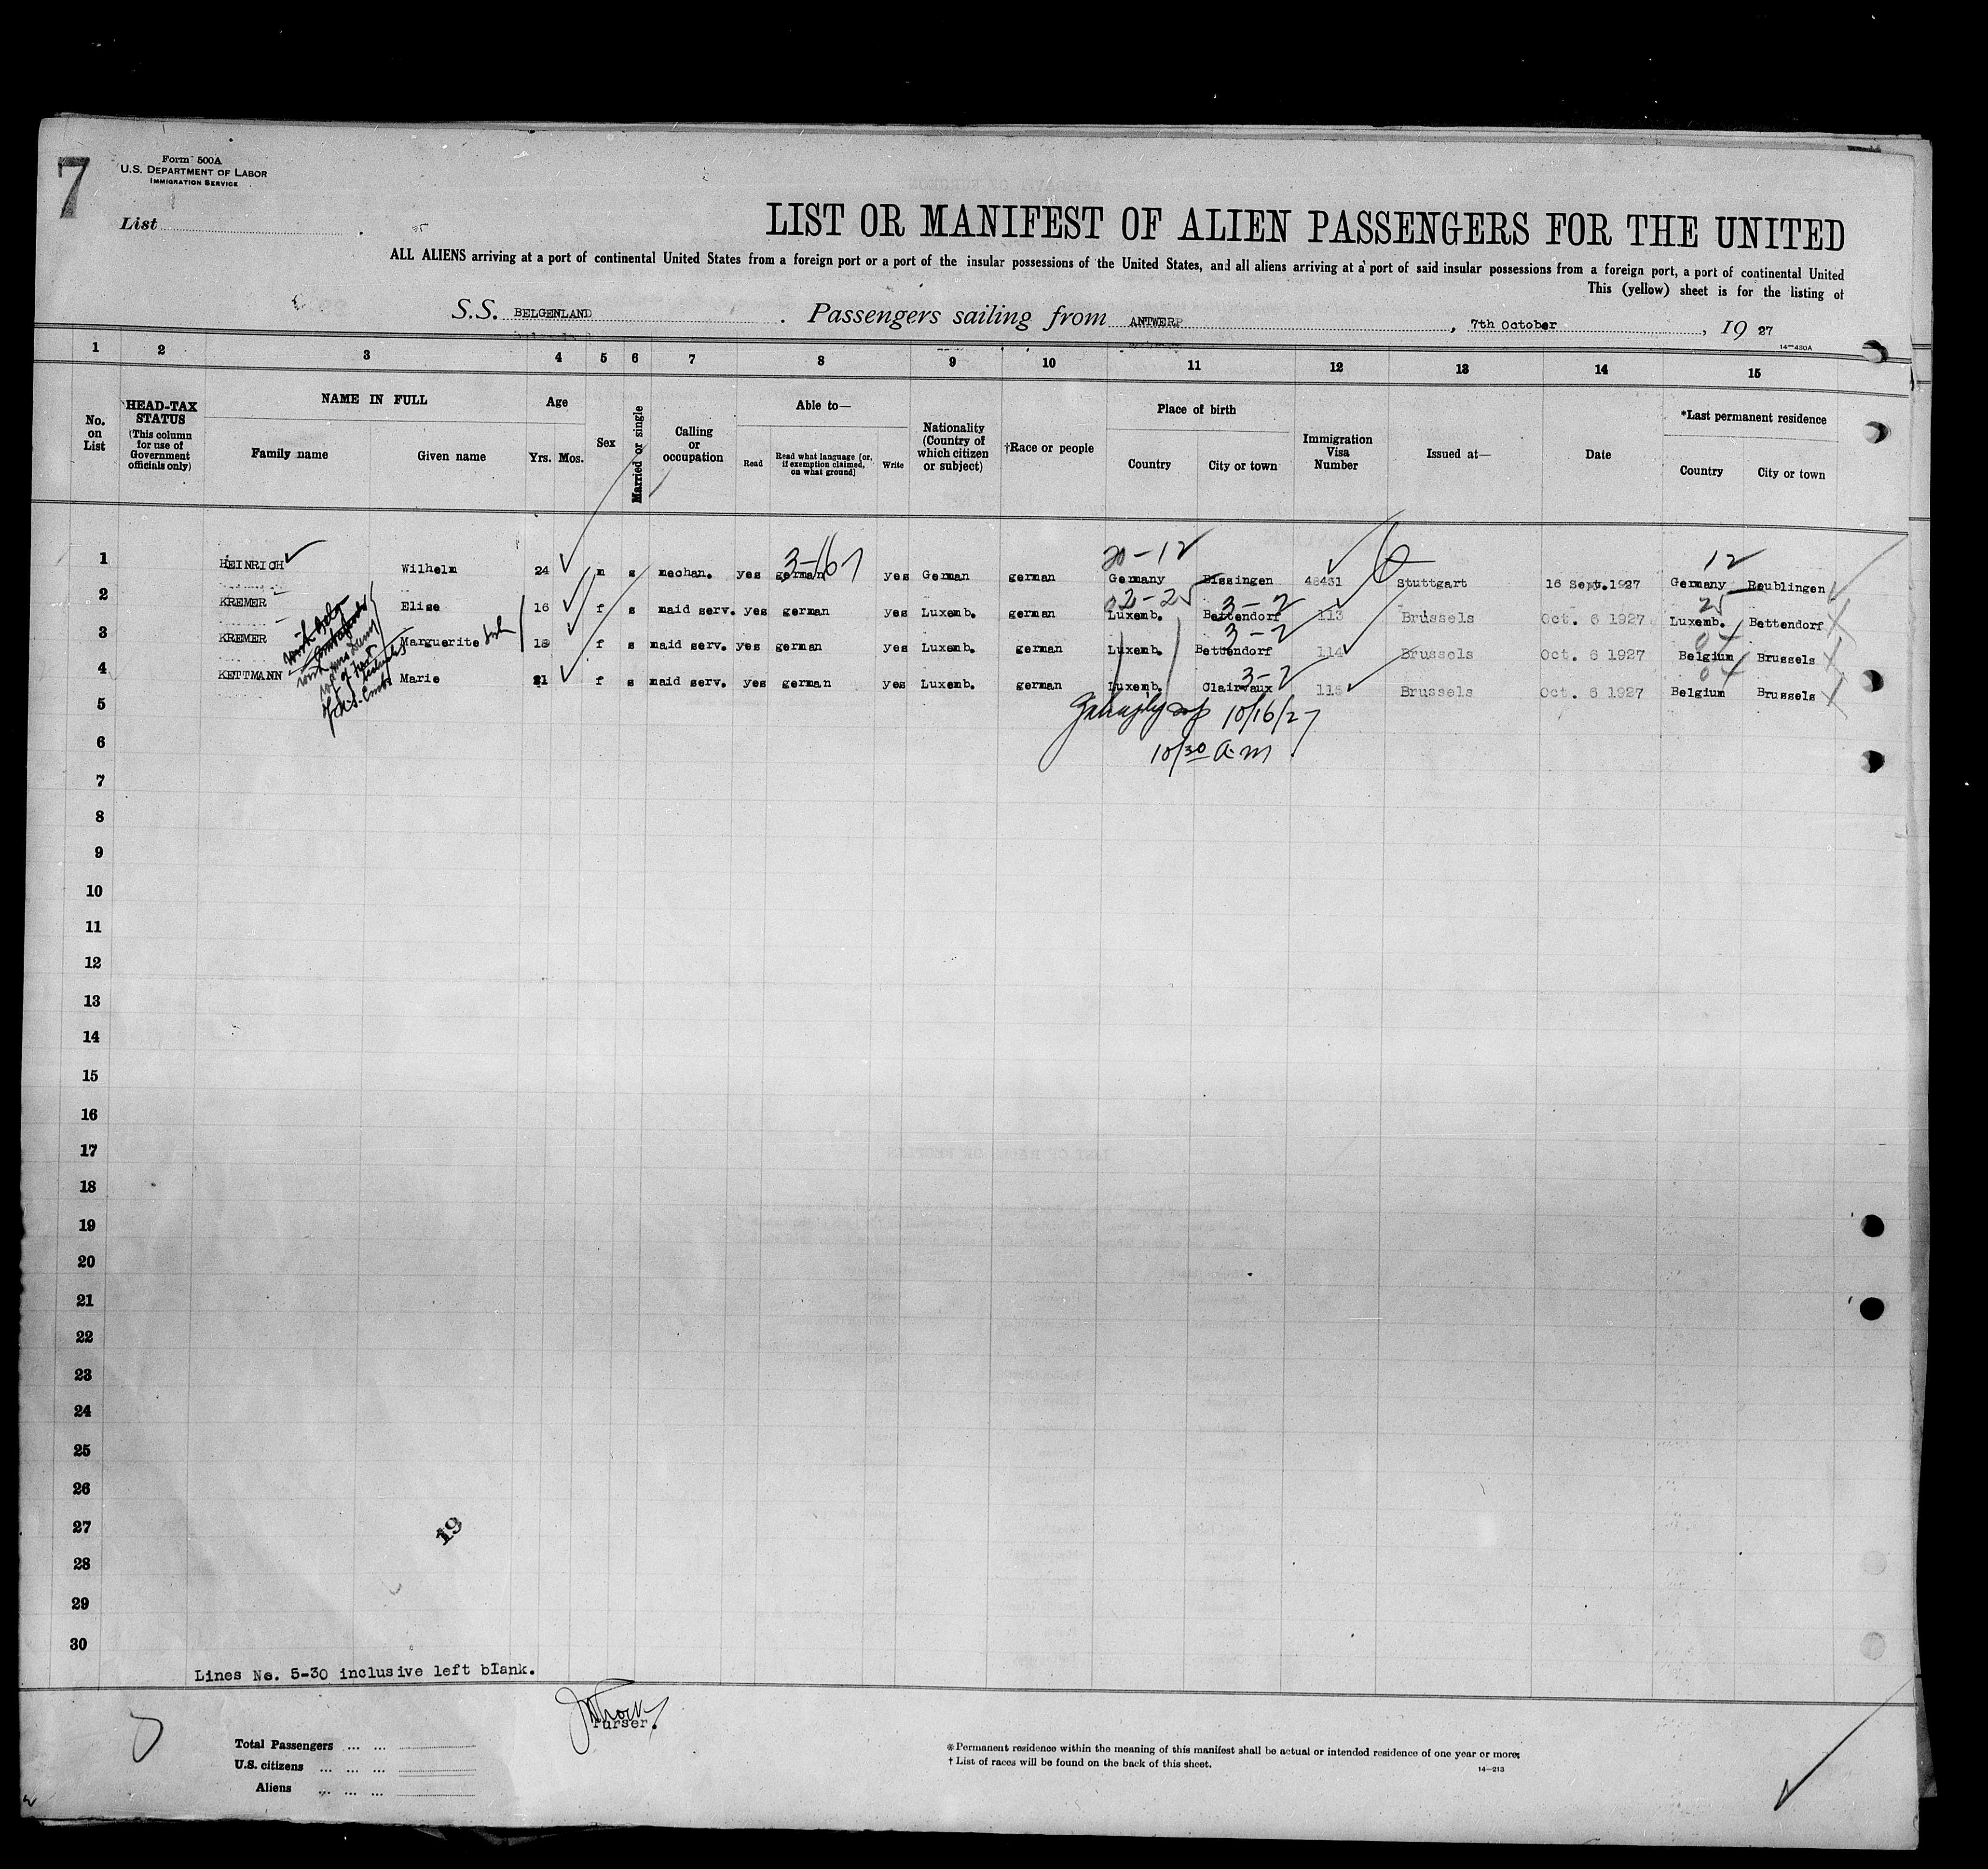 7
Form 500A
U.S. DEPARTMENT OF LABOR
IMMIGRATION SERVICE
List
LIST OR MANIFEST OF ALIEN PASSENGERS FOR THE UNITED
ALL ALIENS arriving at a port of continental United States from a foreign port or a port of the insular possessions of the United States, and all aliens arriving at a port of said insular possessions from a foreign port, a port of continental United
This (yellow) sheet is for the listing of
S.S. BELGENLAND. Passengers sailing from ANTWERP, 7th October, 19 27
14-430A
1 2 3 4 5 6 7 8 9 10 11 12 13 14 15
No. on List
HEAD-TAX STATUS (This column for use of Government officials only)
NAME IN FULL
Family name Given name
Age
Yrs. Mos.
Sex
Married or single
Calling or occupation
Able to—
Read Read what language (or, if exemption claimed, on what ground) Write
Nationality (Country of which citizen or subject)
†Race or people
Place of birth
Country City or town
Immigration Visa Number
Issued at—
Date
*Last permanent residence
Country City or town
20-12 12
1 HEINRICH Wilhelm 24 m s mechan. yes german yes German german Germany Bissingen 46431 Stuttgart 16 Sept.1927 Germany Reublingen
3-2 25
2 KREMER Elise 16 f s maid serv. yes german yes Luxemb. german Luxemb. Bettendorf 113 Brussels Oct. 6 1927 Luxemb. Bettendorf
3-2
3 KREMER Marguerite 18 f s maid serv. yes german yes Luxemb. german Luxemb. Bettendorf 114 Brussels Oct. 6 1927 Belgium Brussels
3-2
4 KETTMANN Marie 21 f s maid serv. yes german yes Luxemb. german Luxemb. Clairvaux 115 Brussels Oct. 6 1927 Belgium Brussels
5
10/16/27
6
10/30 a.m
7
8
9
10
11
12
13
14
15
16
17
18
19
20
21
22
23
24
25
26
27
19
28
29
30
Lines No. 5-30 inclusive left blank.
Purser.
Total Passengers ... ...
U.S. citizens ... ... ...
Aliens ... ... ...
*Permanent residence within the meaning of this manifest shall be actual or intended residence of one year or more.
† List of races will be found on the back of this sheet.
14-213